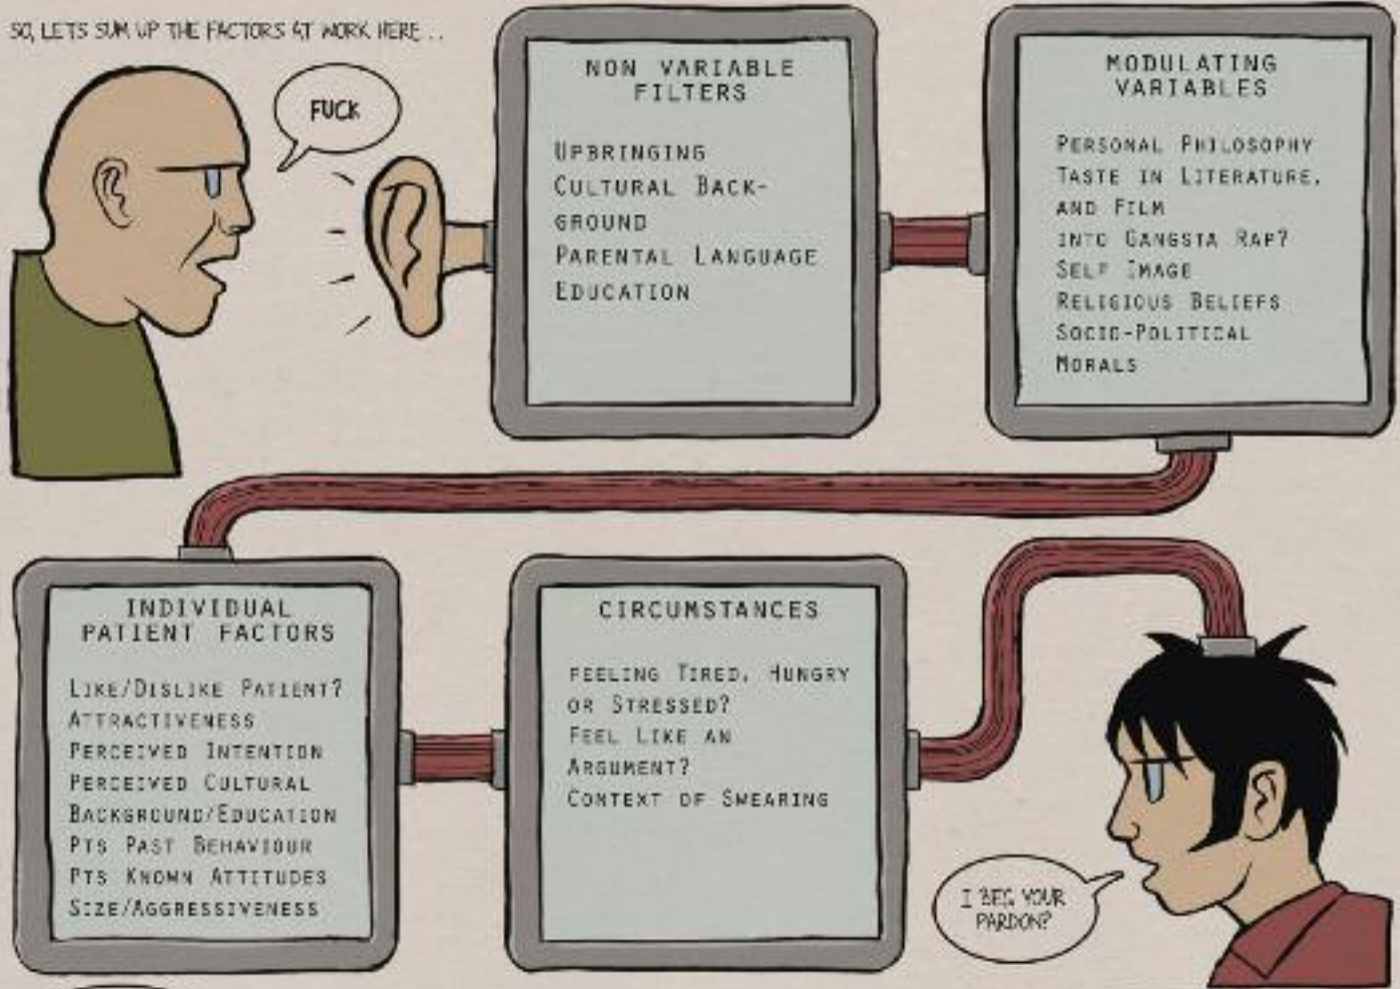 SO, LETS SUM UP THE FACTORS AT WORK HERE . .
FUCK
NON VARIABLE
FILTERS
UPBRINGING
CULTURAL BACK-
GROUND
PARENTAL LANGUAGE
EDUCATION
MODULATING
VARIABLES
PERSONAL PHILOSOPHY
TASTE IN LITERATURE,
AND FILM
INTO GANGSTA RAP?
SELF IMAGE
RELIGIOUS BELIEFS
SOCIO-POLITICAL
MORALS
INDIVIDUAL
PATIENT FACTORS
LIKE/DISLIKE PATIENT?
ATTRACTIVENESS
PERCEIVED INTENTION
PERCEIVED CULTURAL
BACKGROUND/EDUCATION
PTS PAST BEHAVIOUR
PTS KNOWN ATTITUDES
SIZE/AGGRESSIVENESS
CIRCUMSTANCES
FEELING TIRED, HUNGRY
OR STRESSED?
FEEL LIKE AN
ARGUMENT?
CONTEXT OF SWEARING
I BEG YOUR
PARDON?